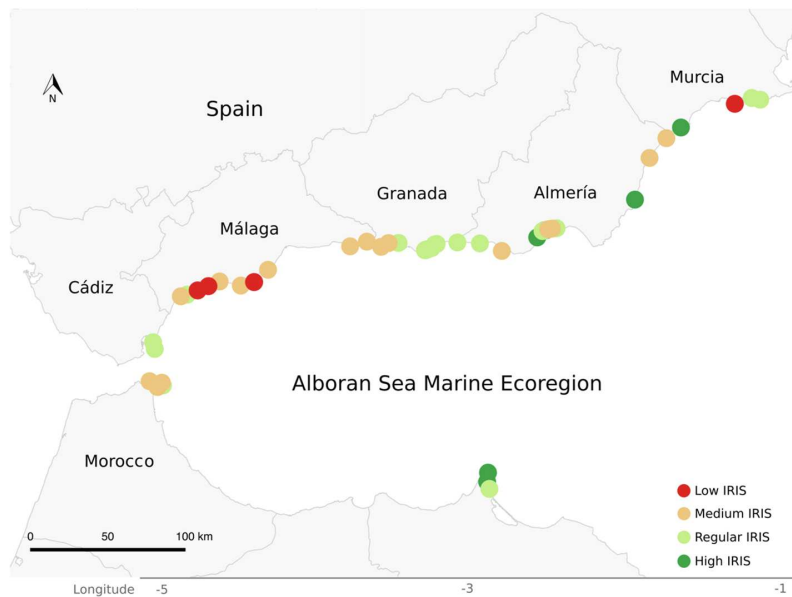 Murcia
N
Spain
Granada
Almería
Málaga
Cádiz
Alboran Sea Marine Ecoregion
Morocco
Low IRIS
Medium IRIS
Regular IRIS
High IRIS
0 50 100 km
Longitude -5 -3 -1